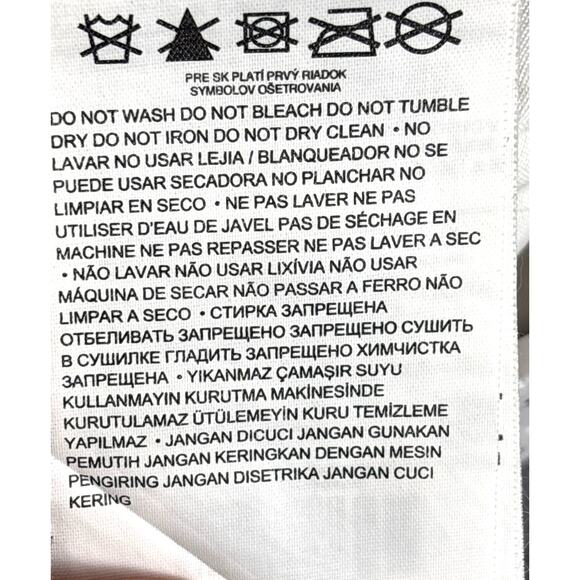 PRE SK PLATÍ PRVÝ RIADOK
SYMBOLOV OŠETROVANIA
DO NOT WASH DO NOT BLEACH DO NOT TUMBLE
DRY DO NOT IRON DO NOT DRY CLEAN • NO
LAVAR NO USAR LEJIA / BLANQUEADOR NO SE
PUEDE USAR SECADORA NO PLANCHAR NO
LIMPIAR EN SECO • NE PAS LAVER NE PAS
UTILISER D'EAU DE JAVEL PAS DE SÉCHAGE EN
MACHINE NE PAS REPASSER NE PAS LAVER A SEC
• NÃO LAVAR NÃO USAR LIXÍVIA NÃO USAR
MÁQUINA DE SECAR NÃO PASSAR A FERRO NÃO
LIMPAR A SECO • СТИРКА ЗАПРЕЩЕНА
ОТБЕЛИВАТЬ ЗАПРЕЩЕНО ЗАПРЕЩЕНО СУШИТЬ
В СУШИЛКЕ ГЛАДИТЬ ЗАПРЕЩЕНО ХИМЧИСТКА
ЗАПРЕЩЕНА • YIKANMAZ ÇAMAŞIR SUYU
KULLANMAYIN KURUTMA MAKİNESİNDE
KURUTULAMAZ ÜTÜLEMEYİN KURU TEMİZLEME
YAPILMAZ • JANGAN DICUCI JANGAN GUNAKAN
PEMUTIH JANGAN KERINGKAN DENGAN MESIN
PENGIRING JANGAN DISETRIKA JANGAN CUCI
KERING